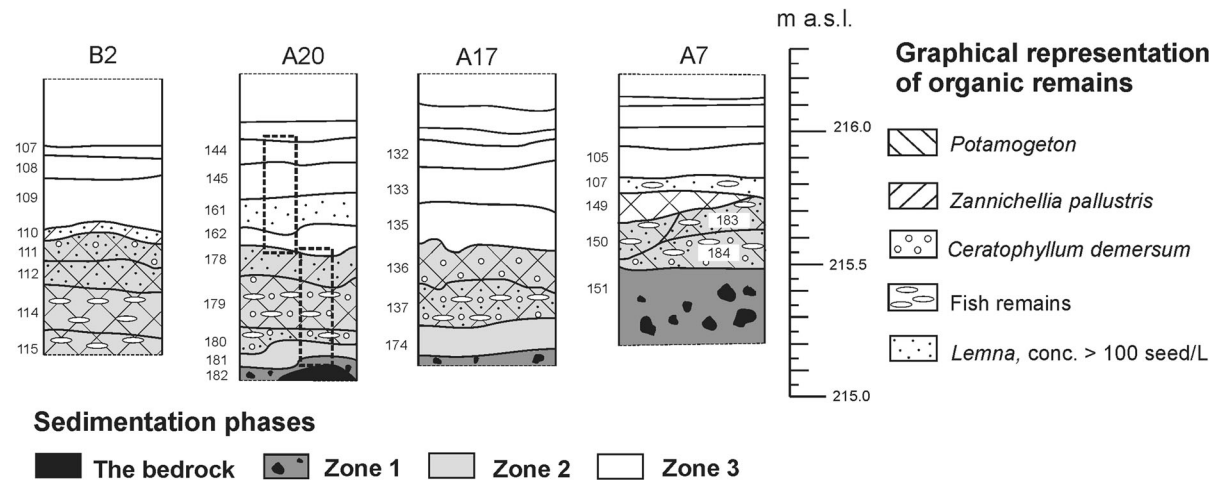 m a.s.l.
B2
A20
A17
A7
Graphical representation
of organic remains
107
108
109
110
111
112
114
115
144
145
161
162
178
179
180
181
182
132
133
135
136
137
174
105
107
149
150
151
183
184
216.0
215.5
215.0
Potamogeton
Zannichellia pallustris
Ceratophyllum demersum
Fish remains
Lemna, conc. > 100 seed/L
Sedimentation phases
The bedrock
Zone 1
Zone 2
Zone 3